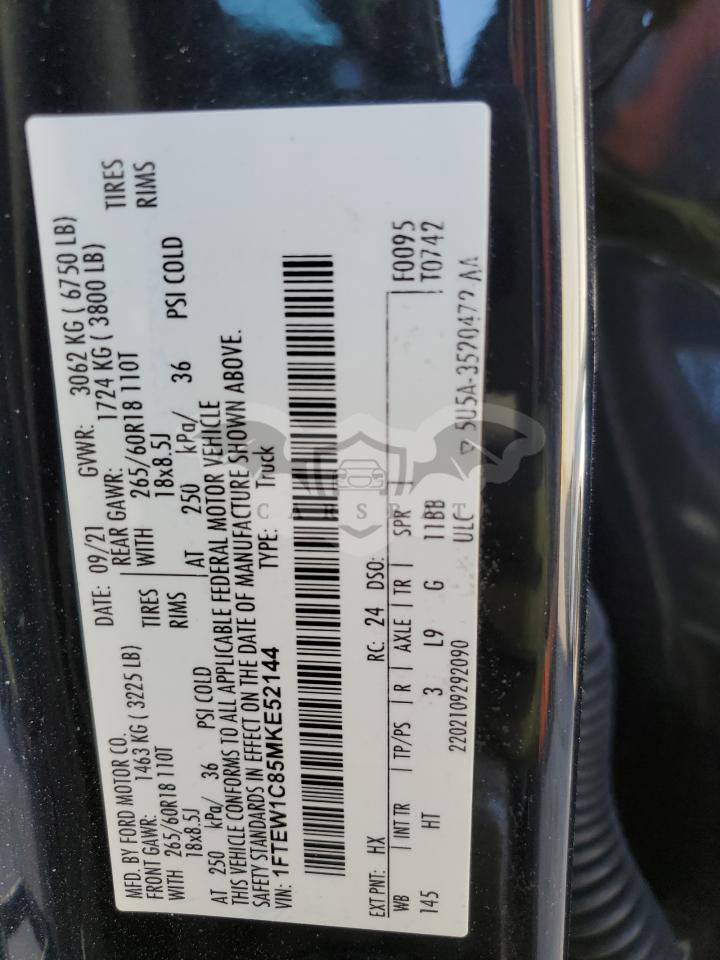 MFD. BY FORD MOTOR CO. DATE: 09/21 GVWR: 3062 KG ( 6750 LB)
FRONT GAWR: 1463 KG ( 3225 LB) REAR GAWR: 1724 KG ( 3800 LB)
WITH 265/60R18 110T TIRES WITH 265/60R18 110T TIRES
18x8.5J RIMS 18x8.5J RIMS
AT 250 kPa/ 36 PSI COLD AT 250 kPa/ 36 PSI COLD
THIS VEHICLE CONFORMS TO ALL APPLICABLE FEDERAL MOTOR VEHICLE
SAFETY STANDARDS IN EFFECT ON THE DATE OF MANUFACTURE SHOWN ABOVE.
VIN: 1FTEW1C85MKE52144 TYPE: Truck
EXT PNT: HX RC: 24 DSO: F0095
WB INT TR TP/PS R AXLE TR SPR T0742
145 HT 3 L9 G 11BB
2202109292090 ULC 5U5A-3520472-AA
CARS